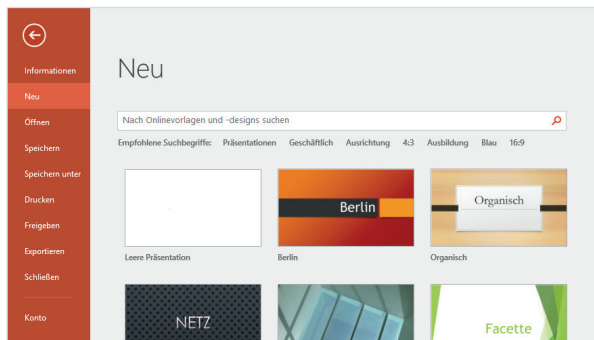 Informationen
Neu
Öffnen
Speichern
Speichern unter
Drucken
Freigeben
Exportieren
Schließen
Konto
Neu
Nach Onlinevorlagen und -designs suchen
Empfohlene Suchbegriffe: Präsentationen Geschäftlich Ausrichtung 4:3 Ausbildung Blau 16:9
Berlin
Organisch
Leere Präsentation
Berlin
Organisch
NETZ
Facette